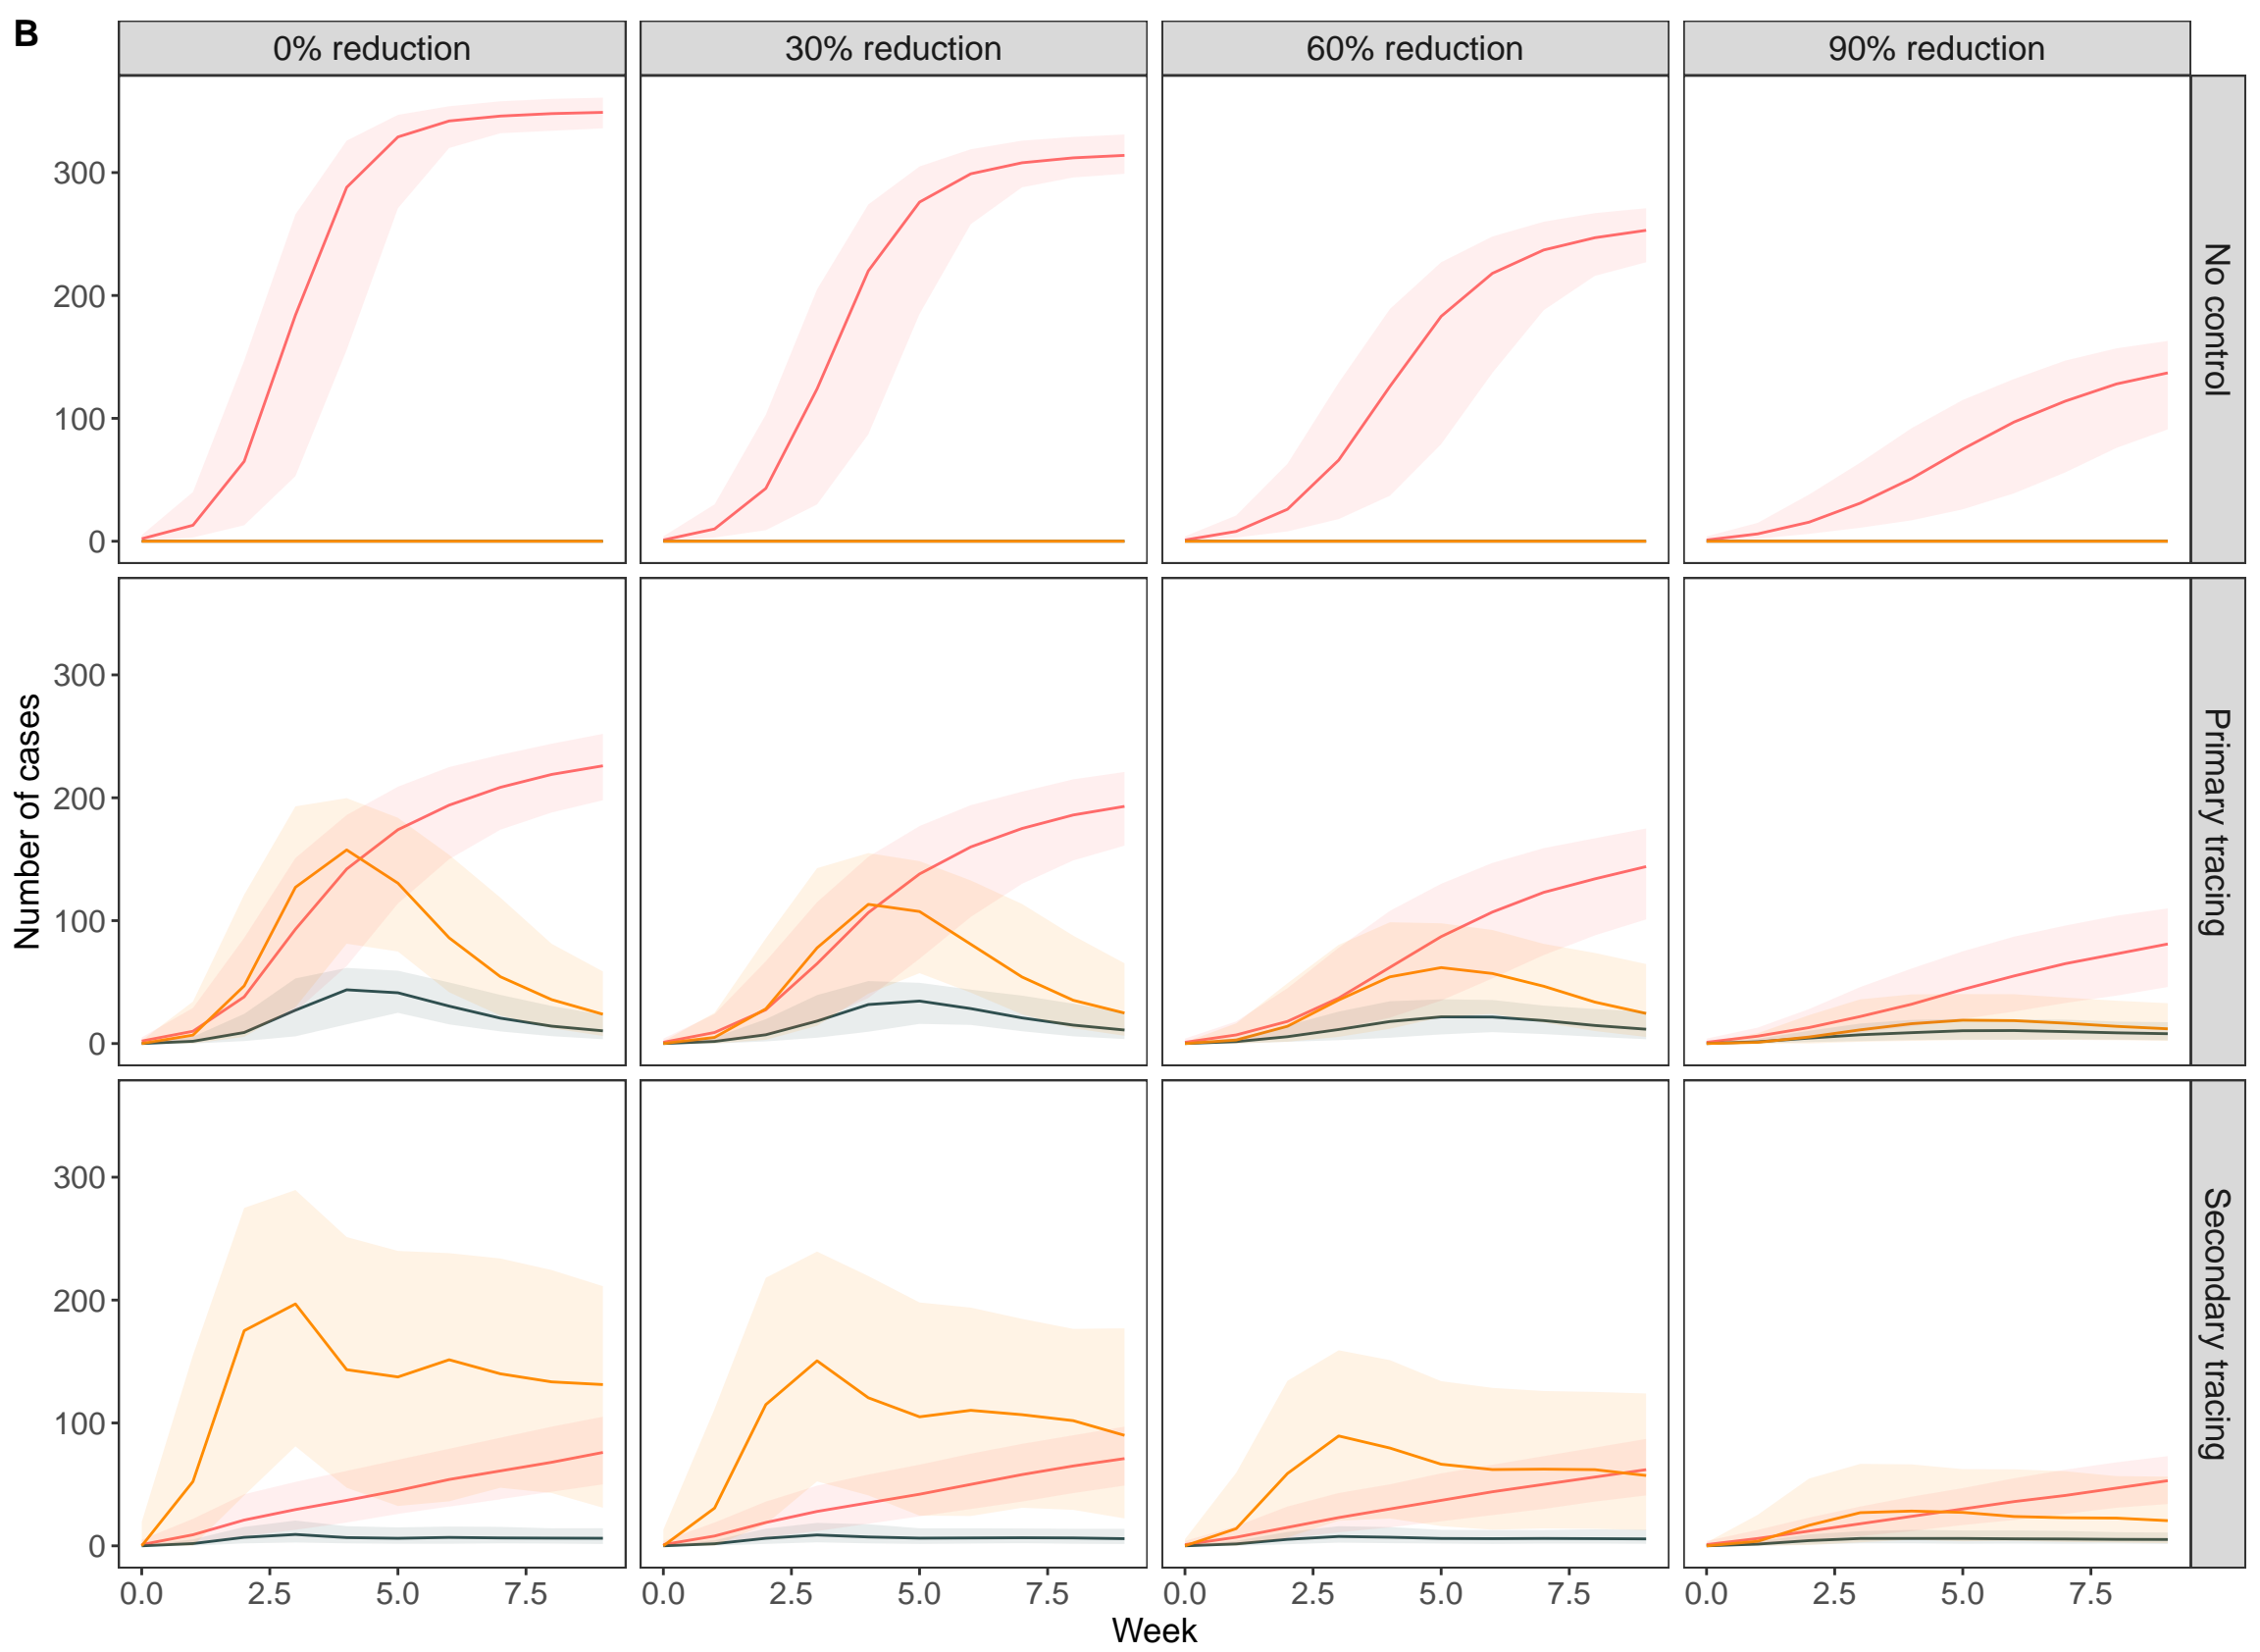 B
0% reduction
30% reduction
60% reduction
90% reduction
300
200
100
0
No control
Number of cases
300
200
100
0
Primary tracing
300
200
100
0
Secondary tracing
0.0 2.5 5.0 7.5
0.0 2.5 5.0 7.5
0.0 2.5 5.0 7.5
0.0 2.5 5.0 7.5
Week